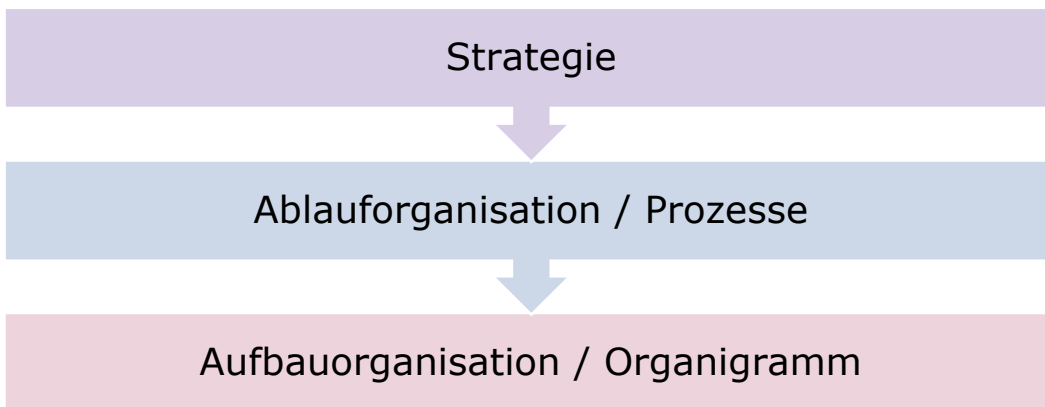 Strategie
Ablauforganisation / Prozesse
Aufbauorganisation / Organigramm